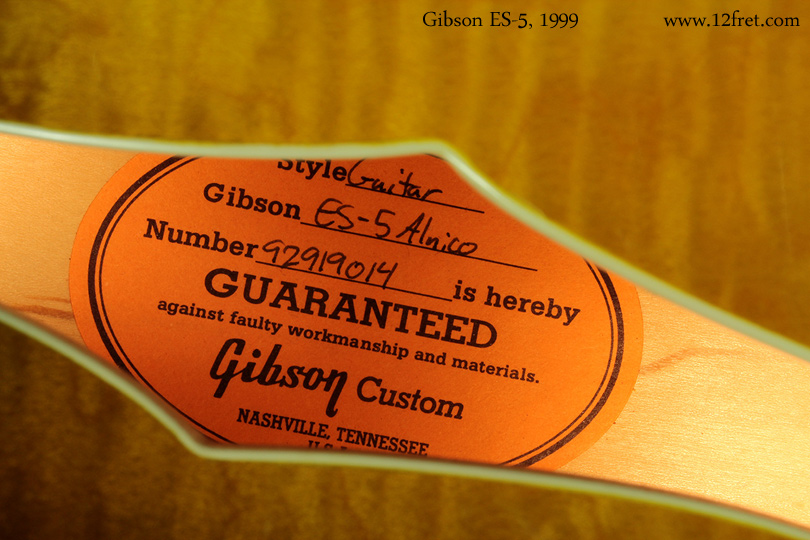 Gibson ES-5, 1999 www.12fret.com
Style Guitar
Gibson ES-5 Alnico
Number 92919014 is hereby
GUARANTEED
against faulty workmanship and materials.
Gibson Custom
NASHVILLE, TENNESSEE
U.S.A.